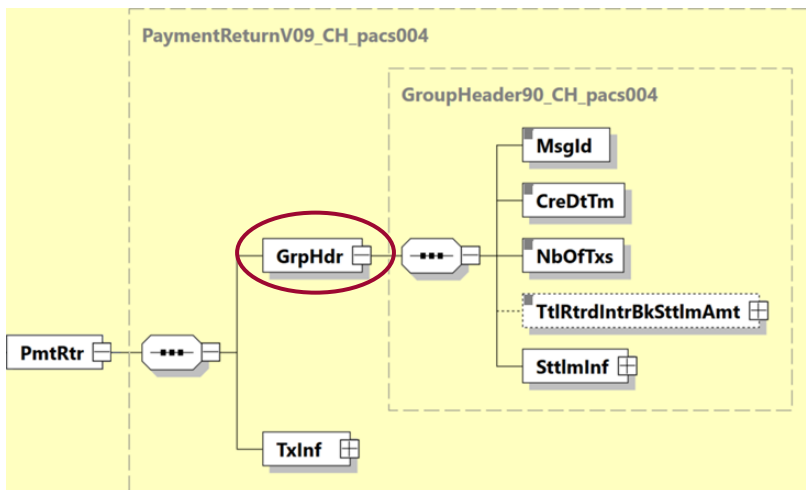 PaymentReturnV09_CH_pacs004
GroupHeader90_CH_pacs004
MsgId
CreDtTm
GrpHdr
NbOfTxs
TtlRtrdIntrBkSttlmAmt
PmtRtr
SttlmInf
TxInf